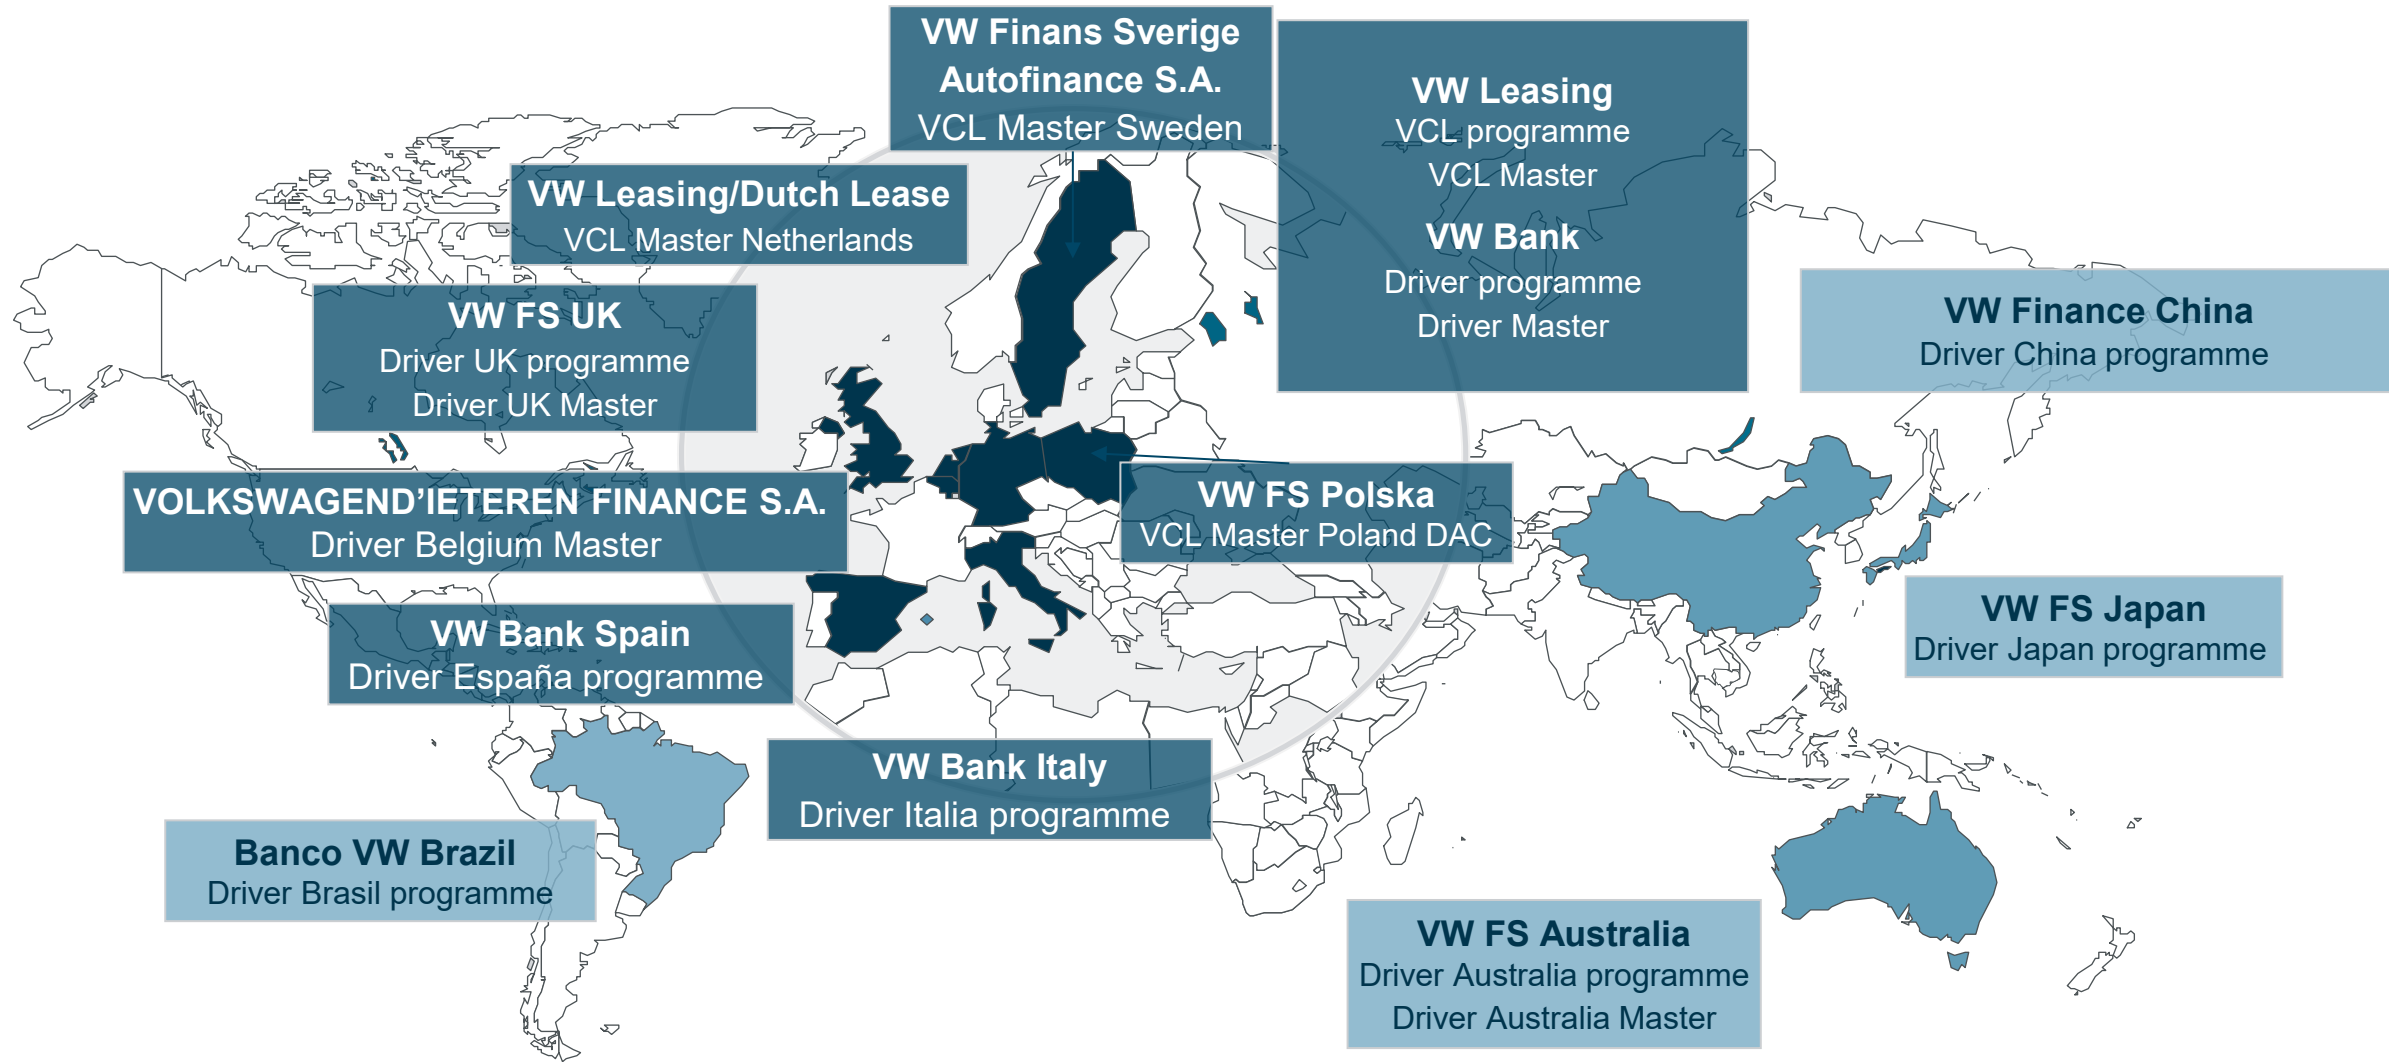 VW Finans Sverige
Autofinance S.A.
VCL Master Sweden
VW Leasing
VCL programme
VCL Master
VW Bank
Driver programme
Driver Master
VW Leasing/Dutch Lease
VCL Master Netherlands
VW FS UK
Driver UK programme
Driver UK Master
VW Finance China
Driver China programme
VOLKSWAGEND’IETEREN FINANCE S.A.
Driver Belgium Master
VW FS Polska
VCL Master Poland DAC
VW FS Japan
Driver Japan programme
VW Bank Spain
Driver España programme
VW Bank Italy
Driver Italia programme
Banco VW Brazil
Driver Brasil programme
VW FS Australia
Driver Australia programme
Driver Australia Master